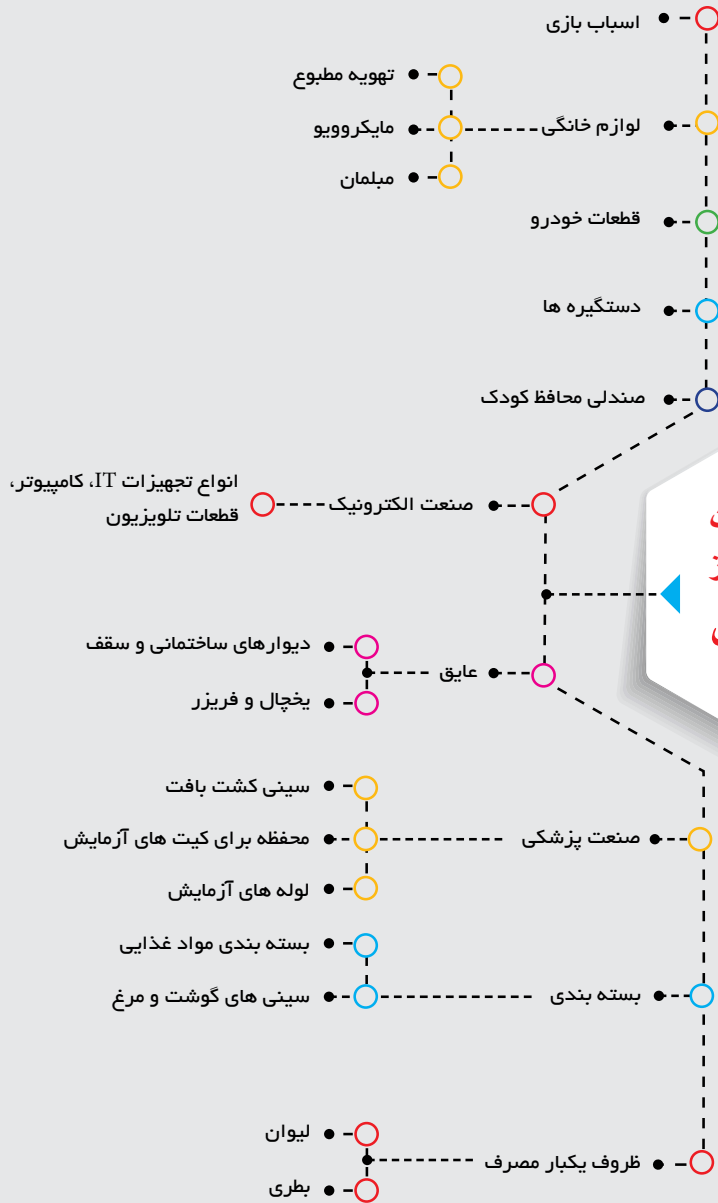 اسباب بازی
لوازم خانگی
تهویه مطبوع
مایکروویو
مبلمان
قطعات خودرو
دستگیره ها
صندلی محافظ کودک
صنعت الکترونیک
انواع تجهیزات IT، کامپیوتر،
قطعات تلویزیون
عایق
دیوارهای ساختمانی و سقف
یخچال و فریزر
صنعت پزشکی
سینی کشت بافت
محفظه برای کیت های آزمایش
لوله های آزمایش
بسته بندی
بسته بندی مواد غذایی
سینی های گوشت و مرغ
ظروف یکبار مصرف
لیوان
بطری